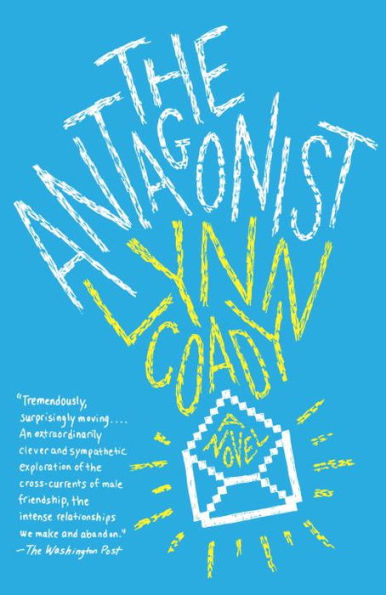 THE
ANTAGONIST
LYNN
COADY
A
NOVEL
"Tremendously,
surprisingly moving....
An extraordinarily
clever and sympathetic
exploration of the
cross-currents of male
friendship, the
intense relationships
we make and abandon."
—The Washington Post